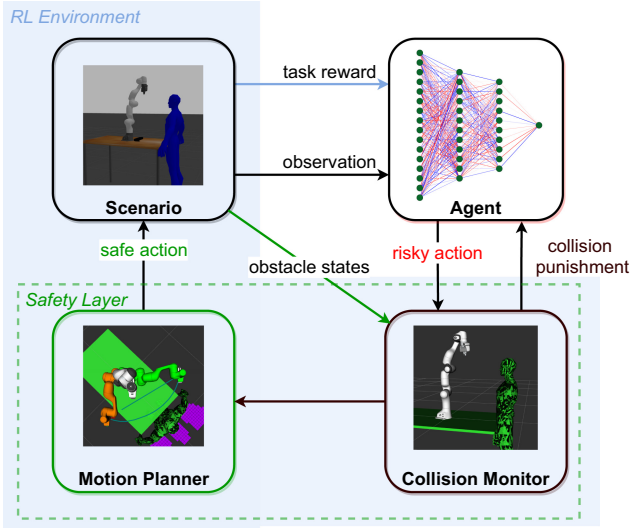 RL Environment
task reward
observation
Scenario
Agent
safe action
obstacle states
risky action
collision
punishment
Safety Layer
Motion Planner
Collision Monitor